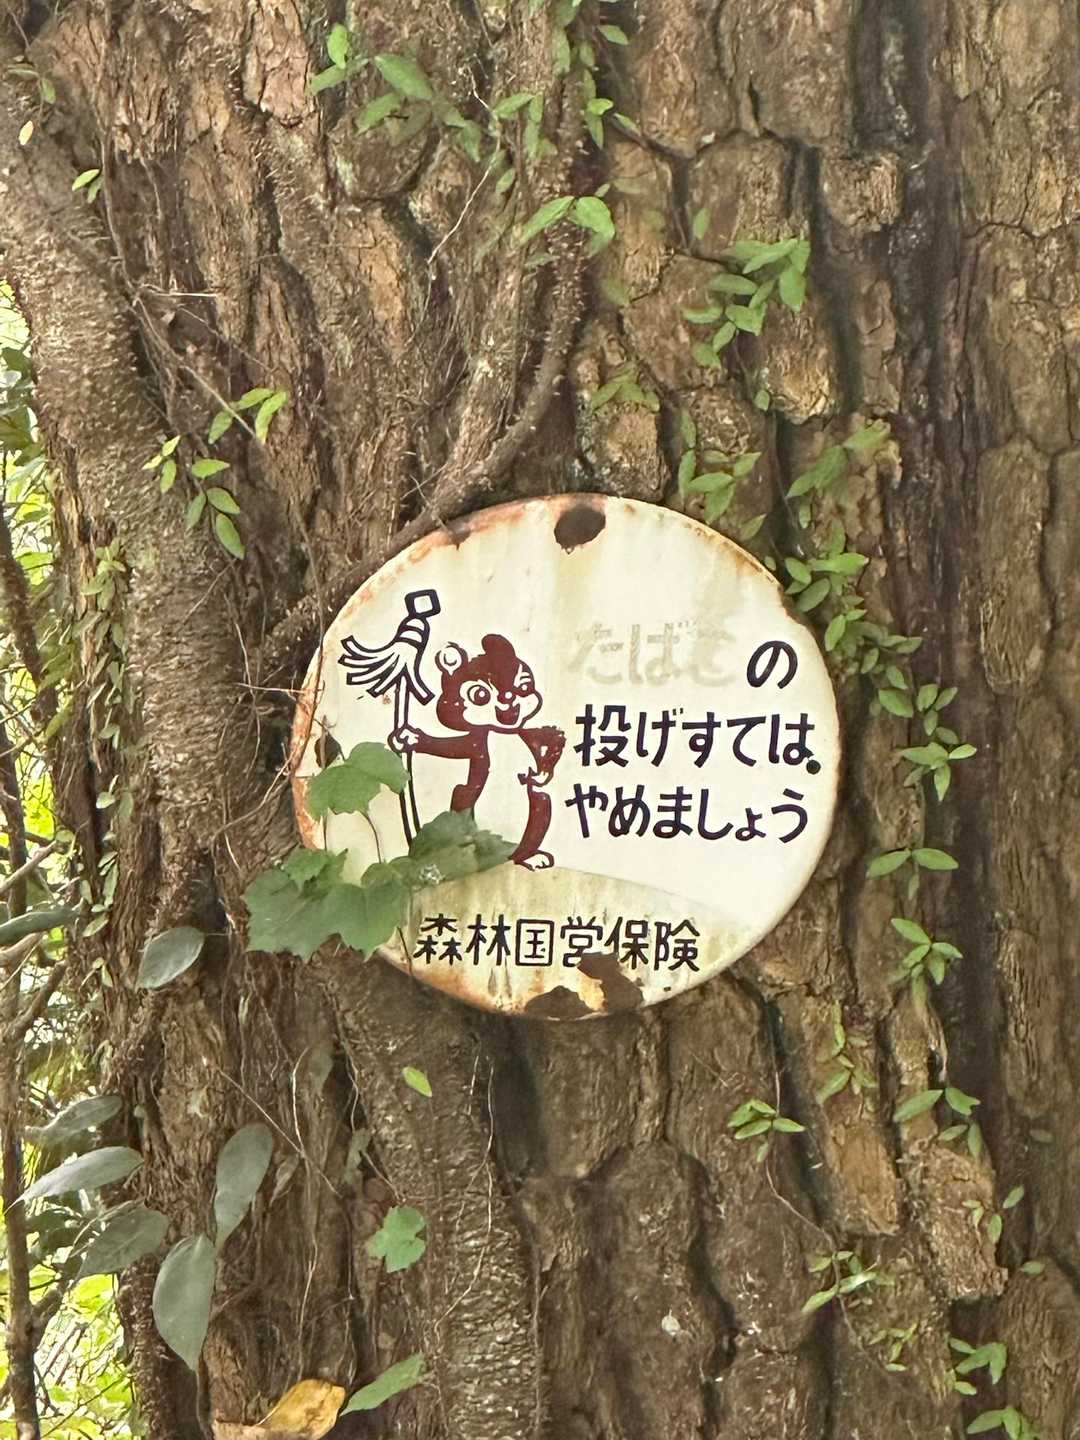 たばこの
投げすては
やめましょう
森林国営保険